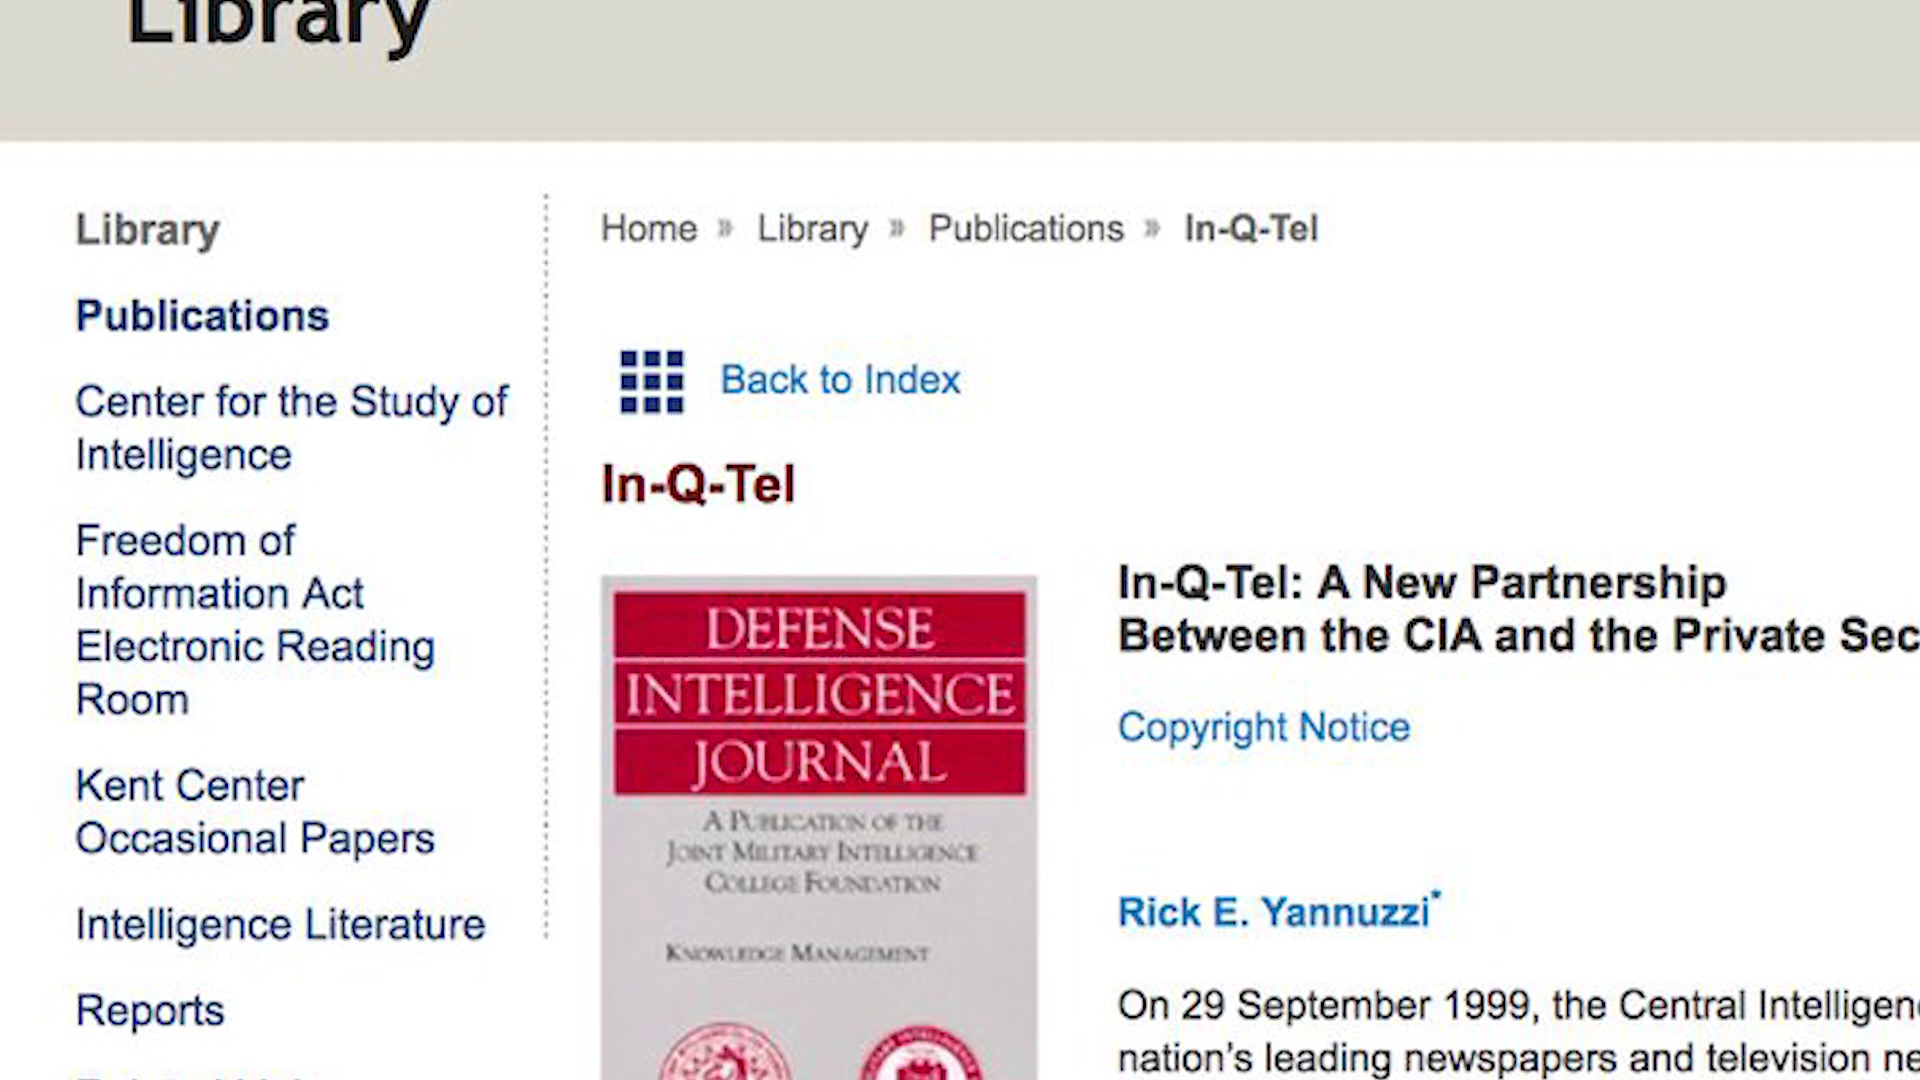 Library
Library
Publications
Center for the Study of
Intelligence
Freedom of
Information Act
Electronic Reading
Room
Kent Center
Occasional Papers
Intelligence Literature
Reports
Home » Library » Publications » In-Q-Tel
Back to Index
In-Q-Tel
DEFENSE
INTELLIGENCE
JOURNAL
A PUBLICATION OF THE
JOINT MILITARY INTELLIGENCE
COLLEGE FOUNDATION
KNOWLEDGE MANAGEMENT
In-Q-Tel: A New Partnership
Between the CIA and the Private Sec
Copyright Notice
Rick E. Yannuzzi*
On 29 September 1999, the Central Intelligenc
nation's leading newspapers and television ne